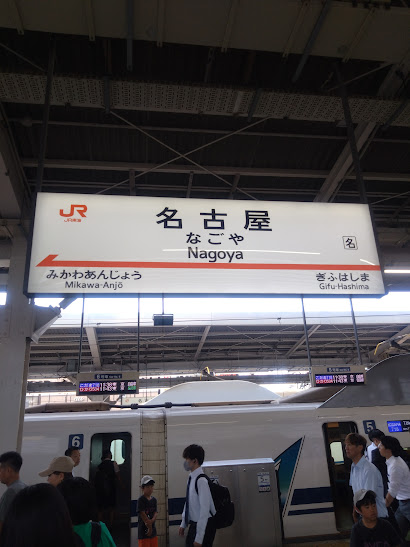 JR
JR東海
名古屋
なごや
Nagoya
名
みかわあんじょう
Mikawa-Anjō
ぎふはしま
Gifu-Hashima
6
5